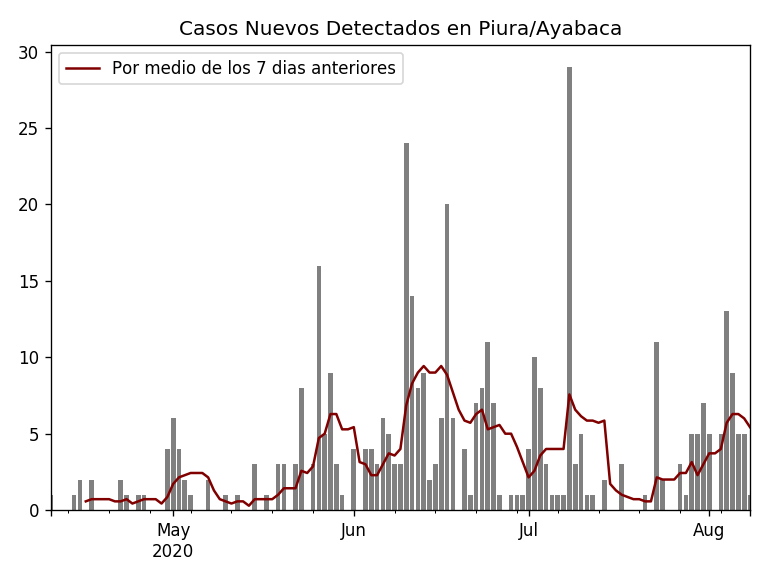 Casos Nuevos Detectados en Piura/Ayabaca
Por medio de los 7 dias anteriores
30
25
20
15
10
5
0
May
2020
Jun
Jul
Aug